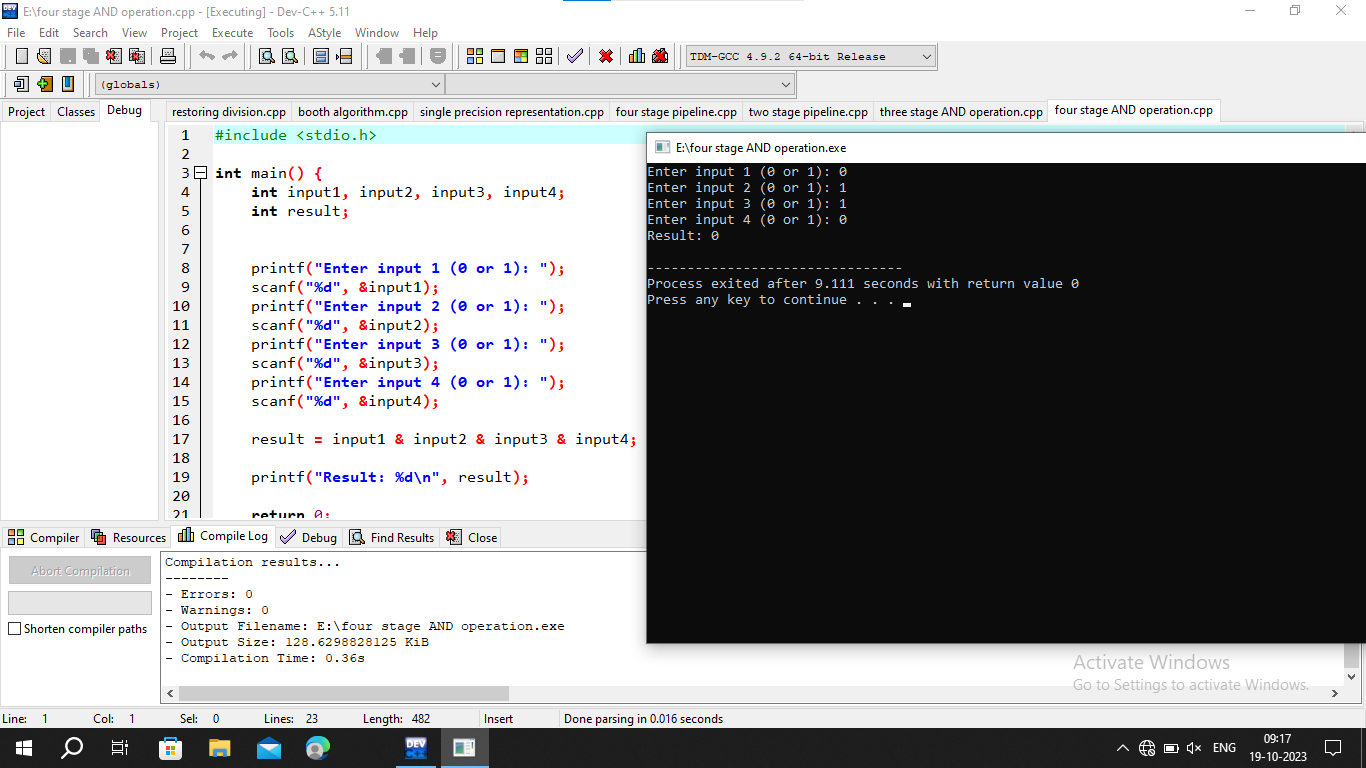 E:\four stage AND operation.cpp - [Executing] - Dev-C++ 5.11
File Edit Search View Project Execute Tools AStyle Window Help
TDM-GCC 4.9.2 64-bit Release
(globals)
Project Classes Debug
restoring division.cpp booth algorithm.cpp single precision representation.cpp four stage pipeline.cpp two stage pipeline.cpp three stage AND operation.cpp four stage AND operation.cpp
1 #include <stdio.h>
2
3 int main() {
4 int input1, input2, input3, input4;
5 int result;
6
7
8 printf("Enter input 1 (0 or 1): ");
9 scanf("%d", &input1);
10 printf("Enter input 2 (0 or 1): ");
11 scanf("%d", &input2);
12 printf("Enter input 3 (0 or 1): ");
13 scanf("%d", &input3);
14 printf("Enter input 4 (0 or 1): ");
15 scanf("%d", &input4);
16
17 result = input1 & input2 & input3 & input4;
18
19 printf("Result: %d\n", result);
20
21 return 0;
E:\four stage AND operation.exe
Enter input 1 (0 or 1): 0
Enter input 2 (0 or 1): 1
Enter input 3 (0 or 1): 1
Enter input 4 (0 or 1): 0
Result: 0
--------------------------------
Process exited after 9.111 seconds with return value 0
Press any key to continue . . .
Compiler Resources Compile Log Debug Find Results Close
Abort Compilation
Shorten compiler paths
Compilation results...
--------
- Errors: 0
- Warnings: 0
- Output Filename: E:\four stage AND operation.exe
- Output Size: 128.6298828125 KiB
- Compilation Time: 0.36s
Activate Windows
Go to Settings to activate Windows.
Line: 1 Col: 1 Sel: 0 Lines: 23 Length: 482 Insert Done parsing in 0.016 seconds
DEV
ENG
09:17
19-10-2023